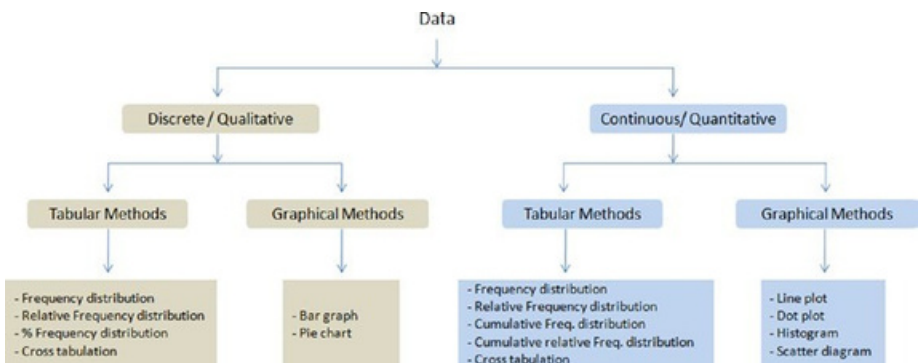 Data
Discrete / Qualitative
Continuous/ Quantitative
Tabular Methods
Graphical Methods
Tabular Methods
Graphical Methods
- Frequency distribution
- Relative Frequency distribution
- % Frequency distribution
- Cross tabulation
- Bar graph
- Pie chart
- Frequency distribution
- Relative Frequency distribution
- Cumulative Freq. distribution
- Cumulative relative Freq. distribution
- Cross tabulation
- Line plot
- Dot plot
- Histogram
- Scatter diagram